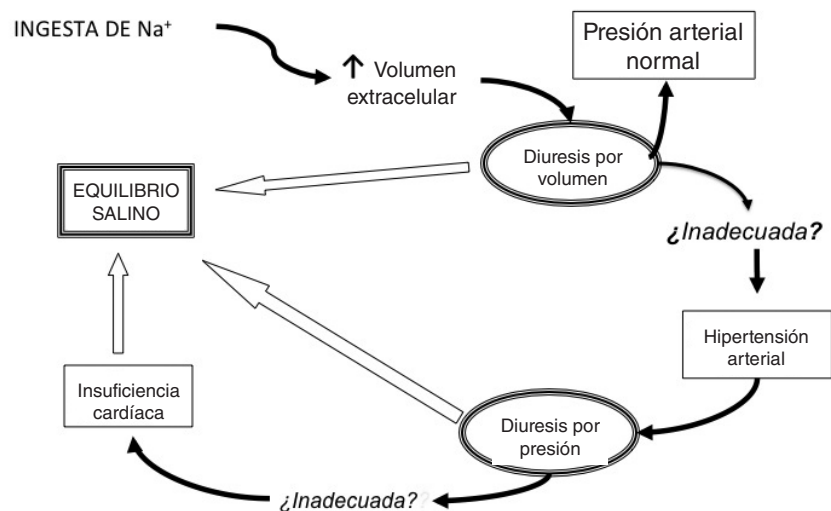 INGESTA DE Na⁺
↑ Volumen
extracelular
Presión arterial
normal
Diuresis por
volumen
EQUILIBRIO
SALINO
¿Inadecuada?
Hipertensión
arterial
Insuficiencia
cardíaca
Diuresis por
presión
¿Inadecuada??